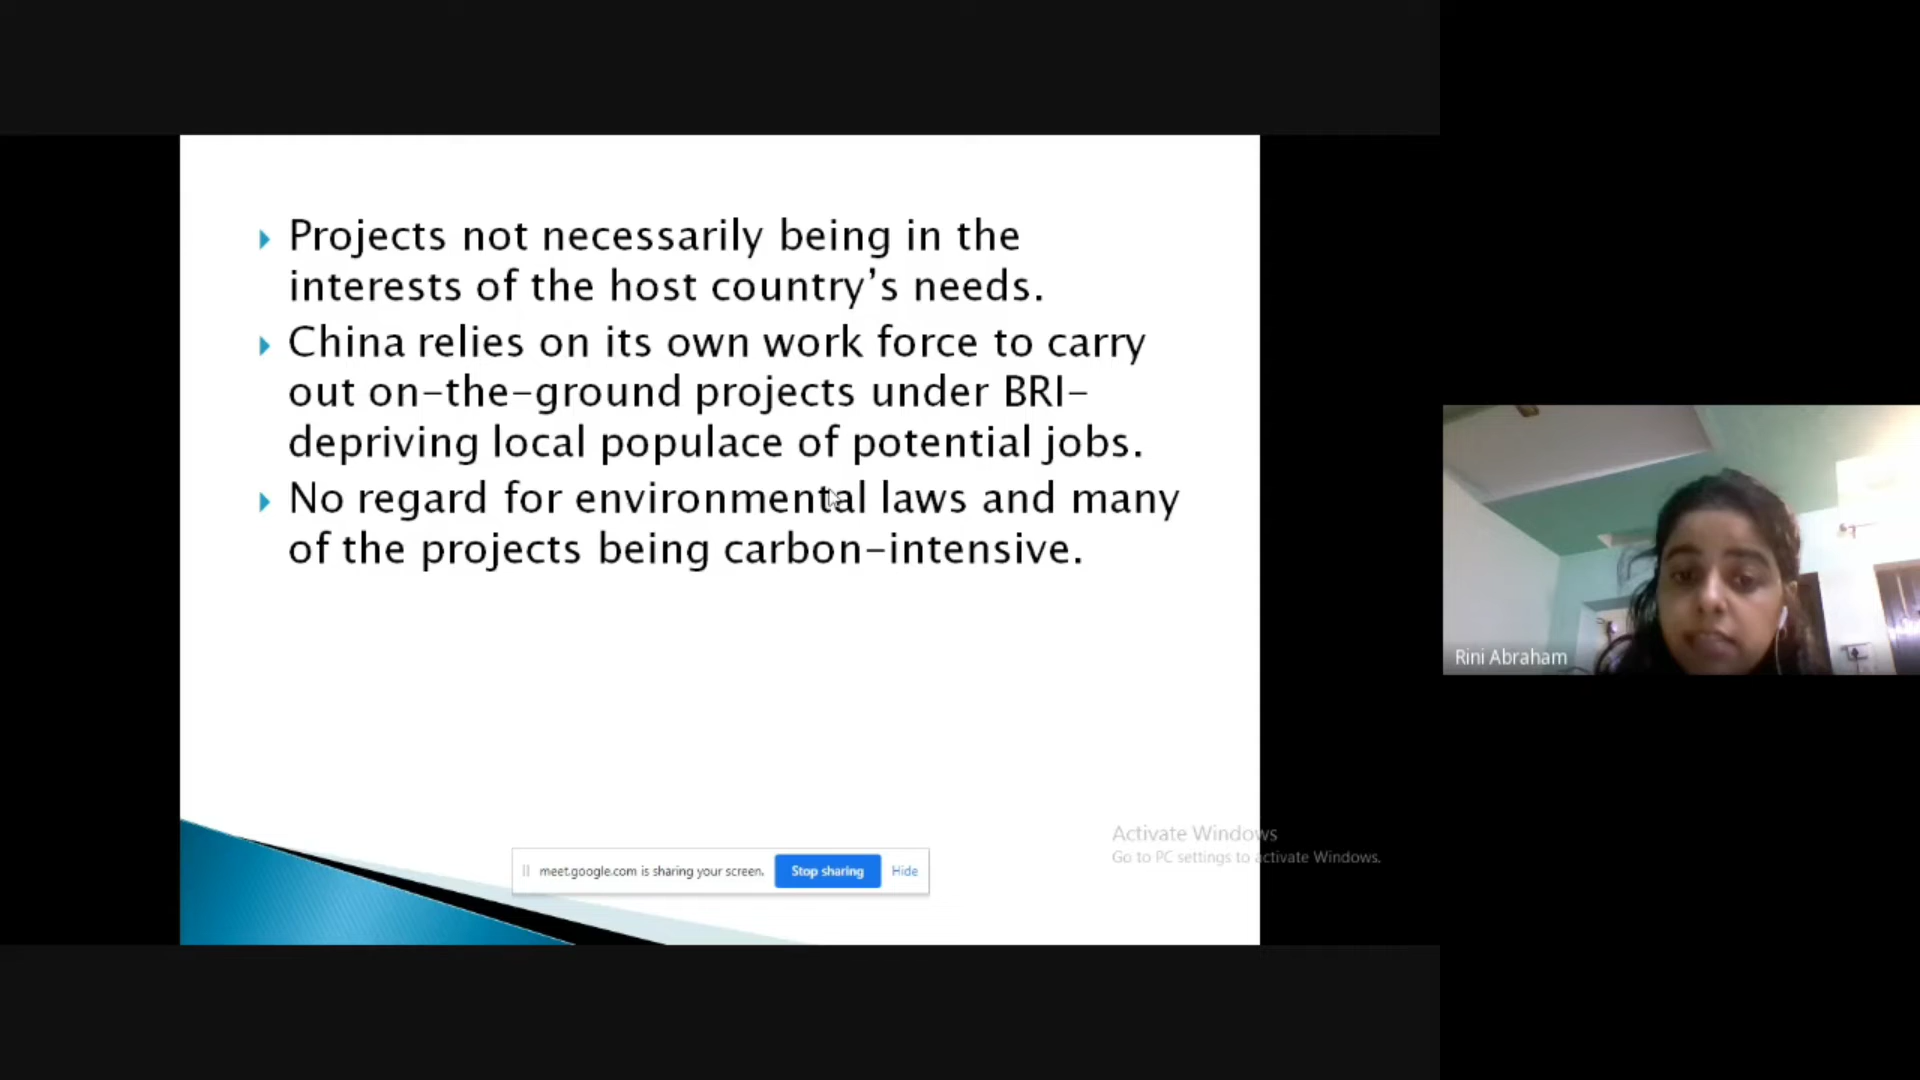 Projects not necessarily being in the
interests of the host country’s needs.
China relies on its own work force to carry
out on-the-ground projects under BRI-
depriving local populace of potential jobs.
No regard for environmental laws and many
of the projects being carbon-intensive.
Rini Abraham
Activate Windows
Go to PC settings to activate Windows.
meet.google.com is sharing your screen.
Stop sharing
Hide